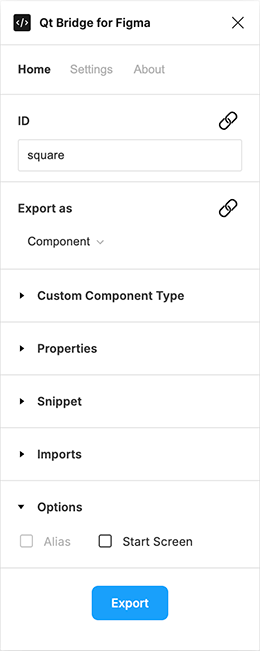 Qt Bridge for Figma
Home Settings About
ID
square
Export as
Component
Custom Component Type
Properties
Snippet
Imports
Options
Alias Start Screen
Export